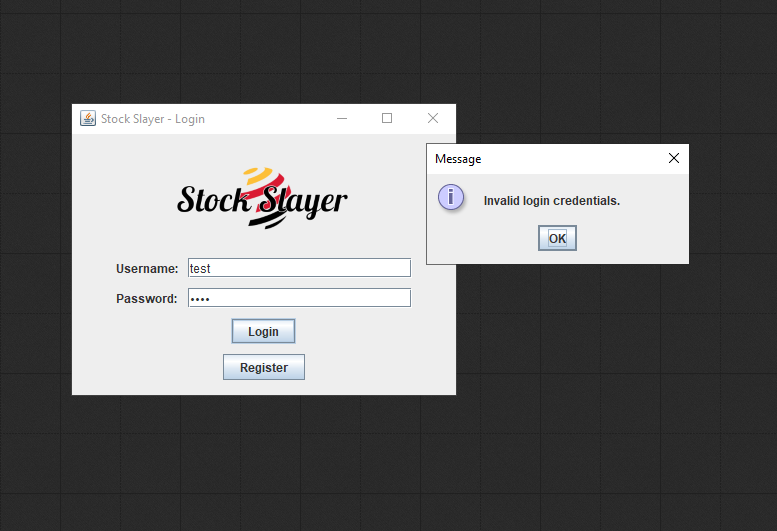 Stock Slayer - Login
Stock Slayer
Username: test
Password: ••••
Login
Register
Message
Invalid login credentials.
OK